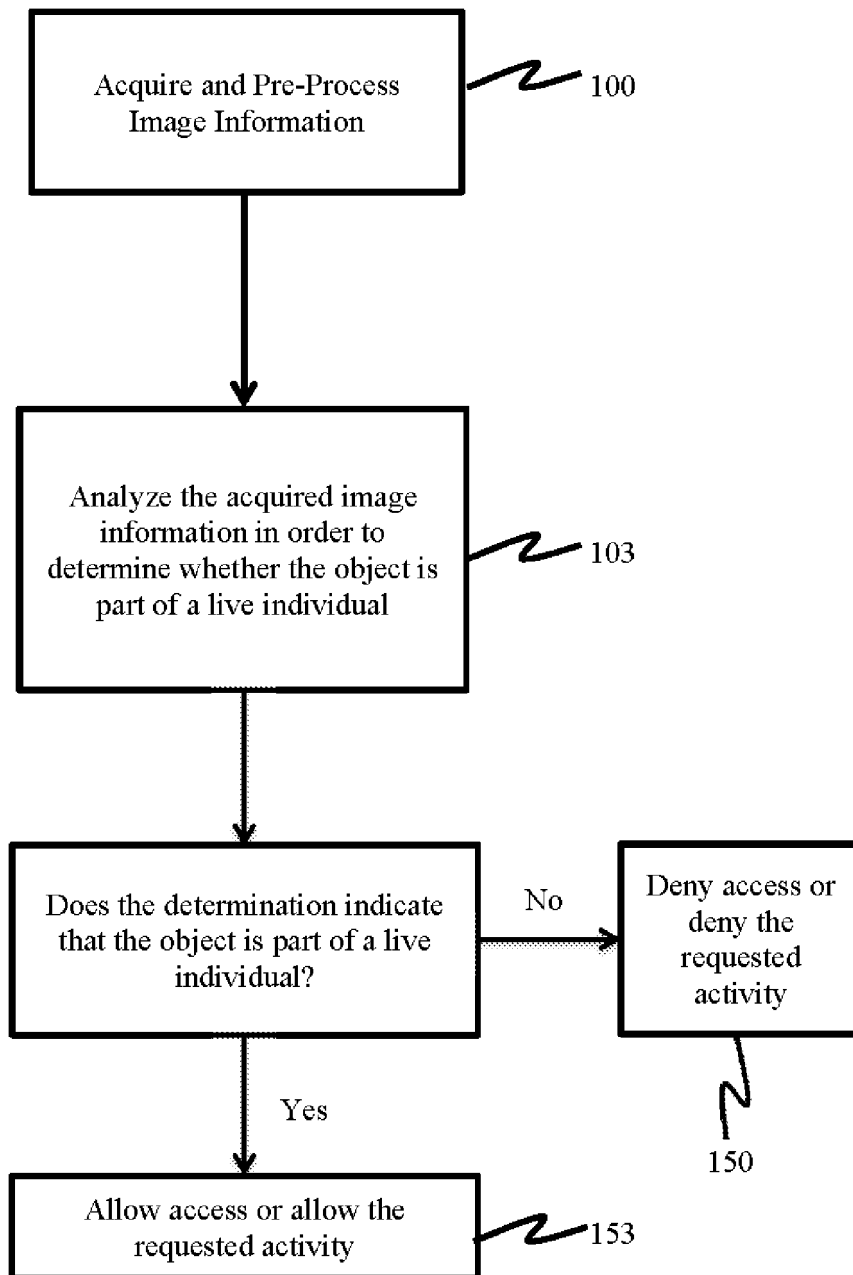 Acquire and Pre-Process
Image Information
100
Analyze the acquired image
information in order to
determine whether the object is
part of a live individual
103
Does the determination indicate
that the object is part of a live
individual?
No
Deny access or
deny the
requested
activity
150
Yes
Allow access or allow the
requested activity
153